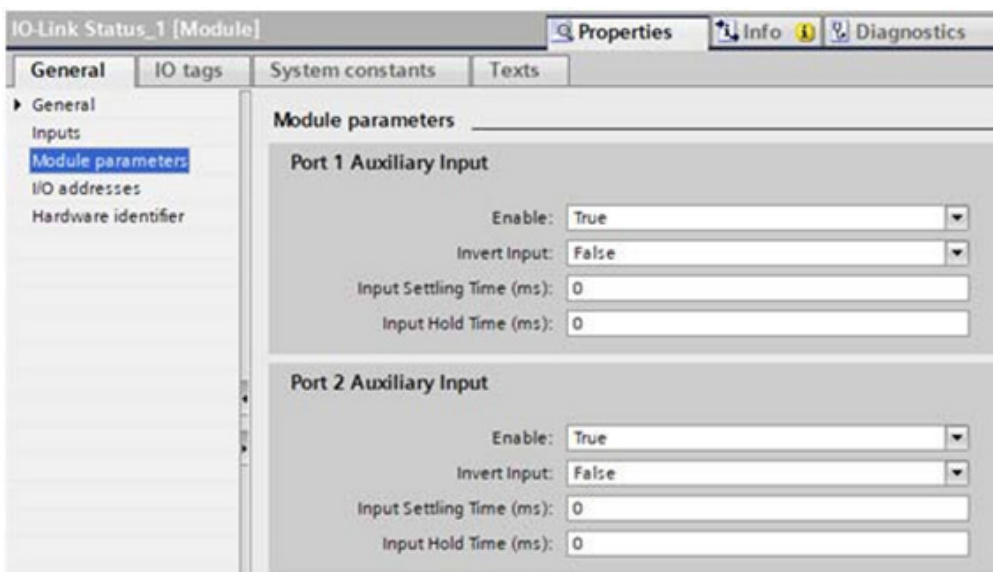 IO-Link Status_1 [Module]
Properties
Info
Diagnostics
General
IO tags
System constants
Texts
General
Inputs
Module parameters
I/O addresses
Hardware identifier
Module parameters
Port 1 Auxiliary Input
Enable: True
Invert Input: False
Input Settling Time (ms): 0
Input Hold Time (ms): 0
Port 2 Auxiliary Input
Enable: True
Invert Input: False
Input Settling Time (ms): 0
Input Hold Time (ms): 0